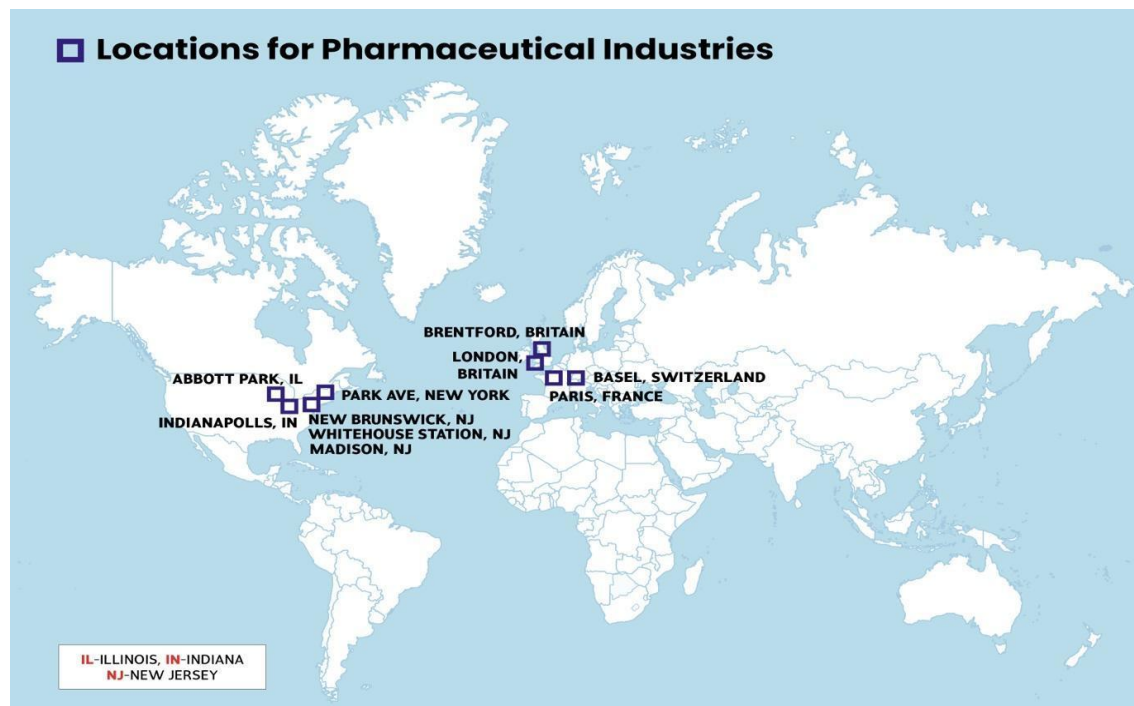 Locations for Pharmaceutical Industries
BRENTFORD, BRITAIN
LONDON,
BRITAIN
ABBOTT PARK, IL
BASEL, SWITZERLAND
PARK AVE, NEW YORK
PARIS, FRANCE
INDIANAPOLLS, IN
NEW BRUNSWICK, NJ
WHITEHOUSE STATION, NJ
MADISON, NJ
IL-ILLINOIS, IN-INDIANA
NJ-NEW JERSEY